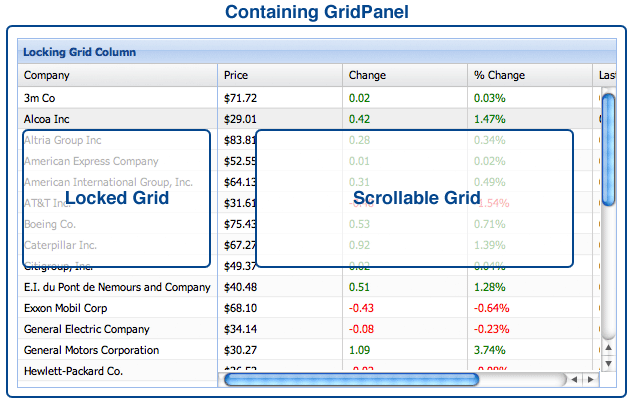 Containing GridPanel
Locking Grid Column
Company Price Change % Change Last
3m Co $71.72 0.02 0.03%
Alcoa Inc $29.01 0.42 1.47%
Altria Group Inc $83.81 0.28 0.34%
American Express Company $52.55 0.01 0.02%
American International Group, Inc. $64.13 0.31 0.49%
Locked Grid Scrollable Grid
AT&T Inc. $31.61 -1.54%
Boeing Co. $75.43 0.53 0.71%
Caterpillar Inc. $67.27 0.92 1.39%
Citigroup, Inc. $49.37 0.02 0.04%
E.I. du Pont de Nemours and Company $40.48 0.51 1.28%
Exxon Mobil Corp $68.10 -0.43 -0.64%
General Electric Company $34.14 -0.08 -0.23%
General Motors Corporation $30.27 1.09 3.74%
Hewlett-Packard Co.